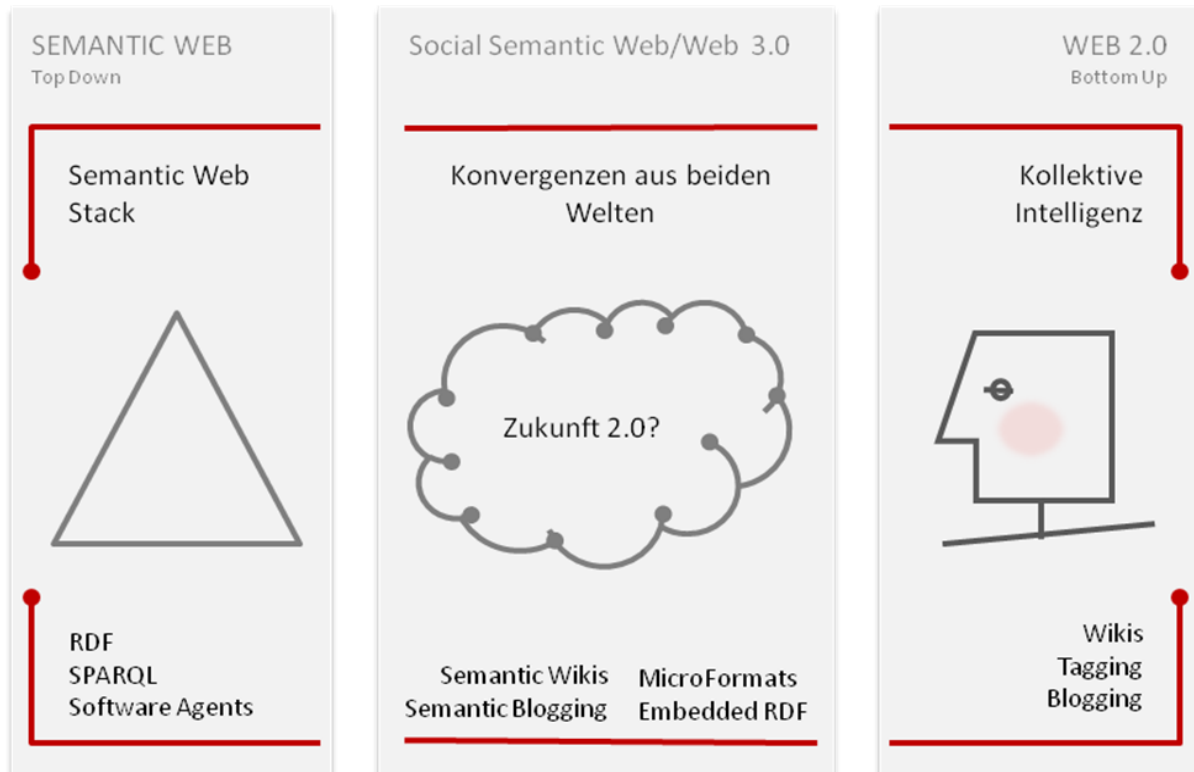 SEMANTIC WEB
Top Down
Semantic Web
Stack
RDF
SPARQL
Software Agents
Social Semantic Web/Web 3.0
Konvergenzen aus beiden
Welten
Zukunft 2.0?
Semantic Wikis
Semantic Blogging
MicroFormats
Embedded RDF
WEB 2.0
Bottom Up
Kollektive
Intelligenz
Wikis
Tagging
Blogging